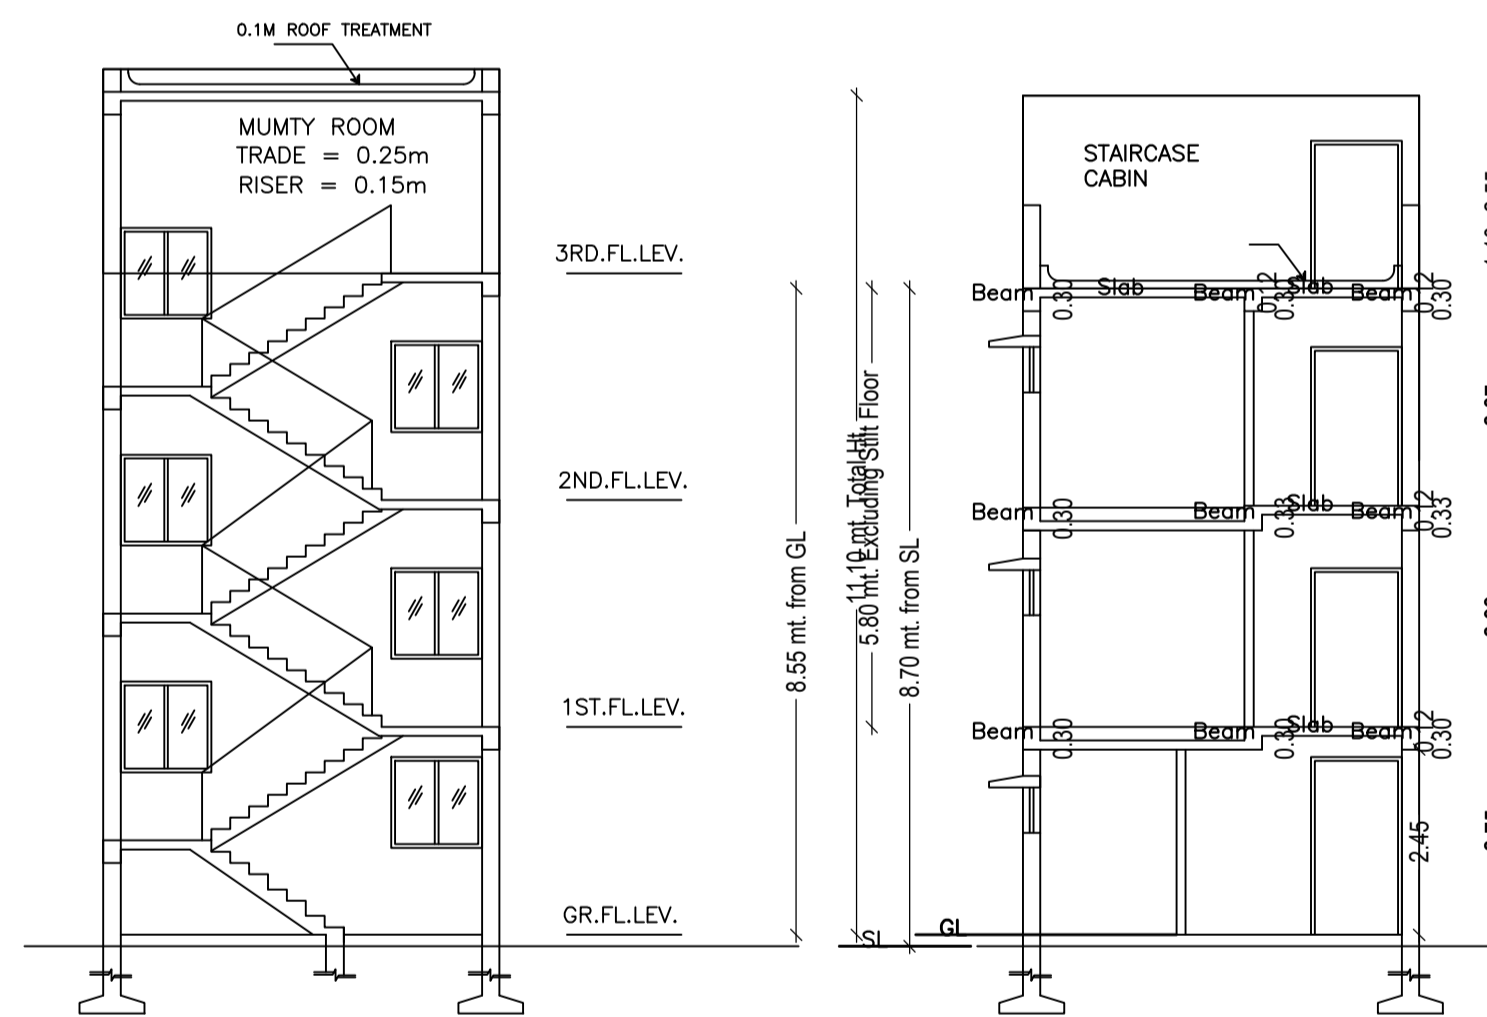 0.1M ROOF TREATMENT
MUMTY ROOM
TRADE = 0.25m
RISER = 0.15m
3RD.FL.LEV.
2ND.FL.LEV.
1ST.FL.LEV.
GR.FL.LEV.
8.55 mt. from GL
11.10 mt. Total Ht.
5.80 mt. Excluding Stilt Floor
8.70 mt. from SL
SL
GL
STAIRCASE
CABIN
Beam
0.30
Slab
Beam
0.12
Slab
Beam
0.12
0.30
Beam
0.30
Beam
0.33
Slab
Beam
0.12
0.33
Beam
0.30
Beam
0.30
Slab
Beam
0.12
0.30
2.45